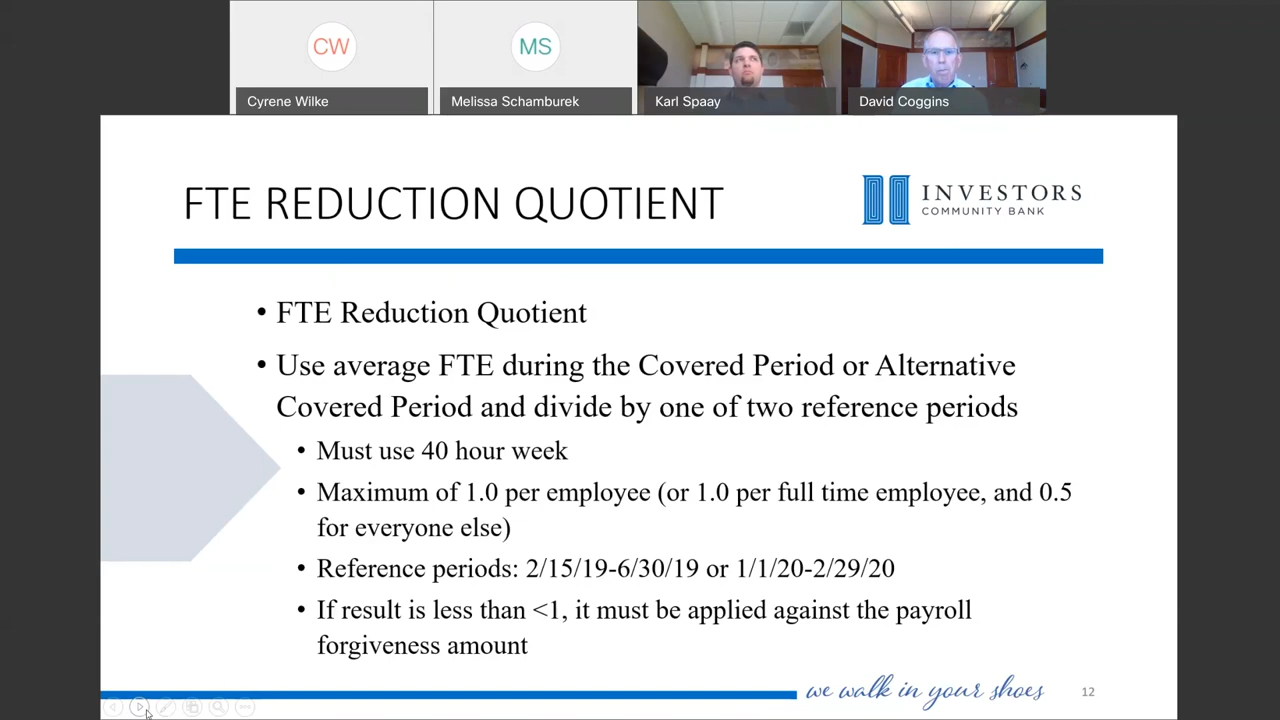 CW
MS
Cyrene Wilke
Melissa Schamburek
Karl Spaay
David Coggins
FTE REDUCTION QUOTIENT
INVESTORS
COMMUNITY BANK
• FTE Reduction Quotient
• Use average FTE during the Covered Period or Alternative
Covered Period and divide by one of two reference periods
• Must use 40 hour week
• Maximum of 1.0 per employee (or 1.0 per full time employee, and 0.5
for everyone else)
• Reference periods: 2/15/19-6/30/19 or 1/1/20-2/29/20
• If result is less than <1, it must be applied against the payroll
forgiveness amount
we walk in your shoes
12